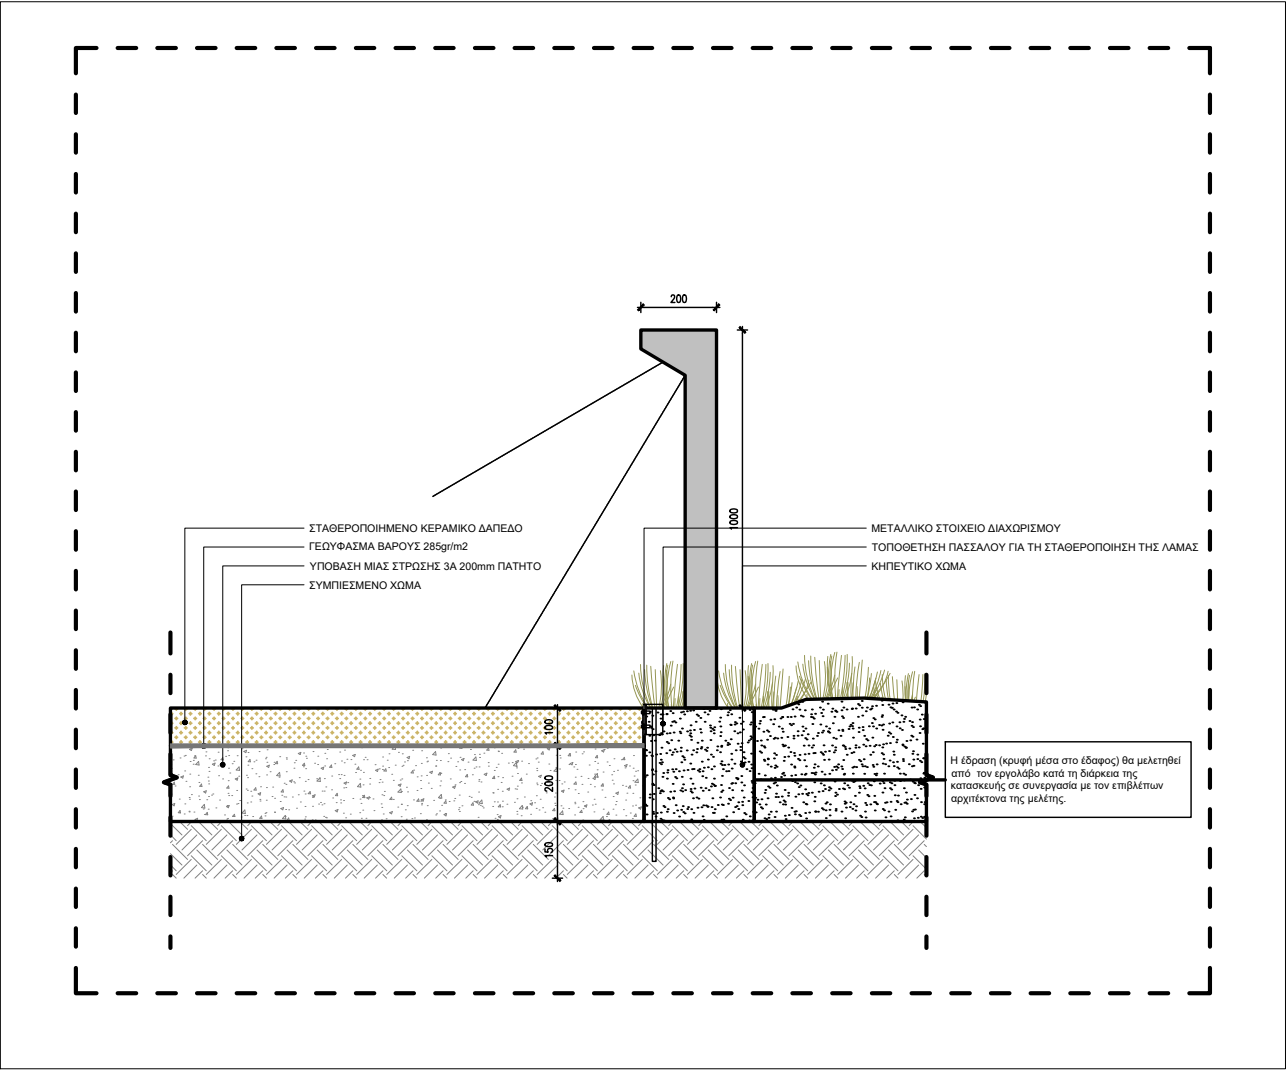 200
1000
ΣΤΑΘΕΡΟΠΟΙΗΜΕΝΟ ΚΕΡΑΜΙΚΟ ΔΑΠΕΔΟ
ΓΕΩΥΦΑΣΜΑ ΒΑΡΟΥΣ 285gr/m2
ΥΠΟΒΑΣΗ ΜΙΑΣ ΣΤΡΩΣΗΣ 3Α 200mm ΠΑΤΗΤΟ
ΣΥΜΠΙΕΣΜΕΝΟ ΧΩΜΑ
ΜΕΤΑΛΛΙΚΟ ΣΤΟΙΧΕΙΟ ΔΙΑΧΩΡΙΣΜΟΥ
ΤΟΠΟΘΕΤΗΣΗ ΠΑΣΣΑΛΟΥ ΓΙΑ ΤΗ ΣΤΑΘΕΡΟΠΟΙΗΣΗ ΤΗΣ ΛΑΜΑΣ
ΚΗΠΕΥΤΙΚΟ ΧΩΜΑ
100
200
150
Η έδραση (κρυφή μέσα στο έδαφος) θα μελετηθεί
από τον εργολάβο κατά τη διάρκεια της
κατασκευής σε συνεργασία με τον επιβλέπων
αρχιτέκτονα της μελέτης.